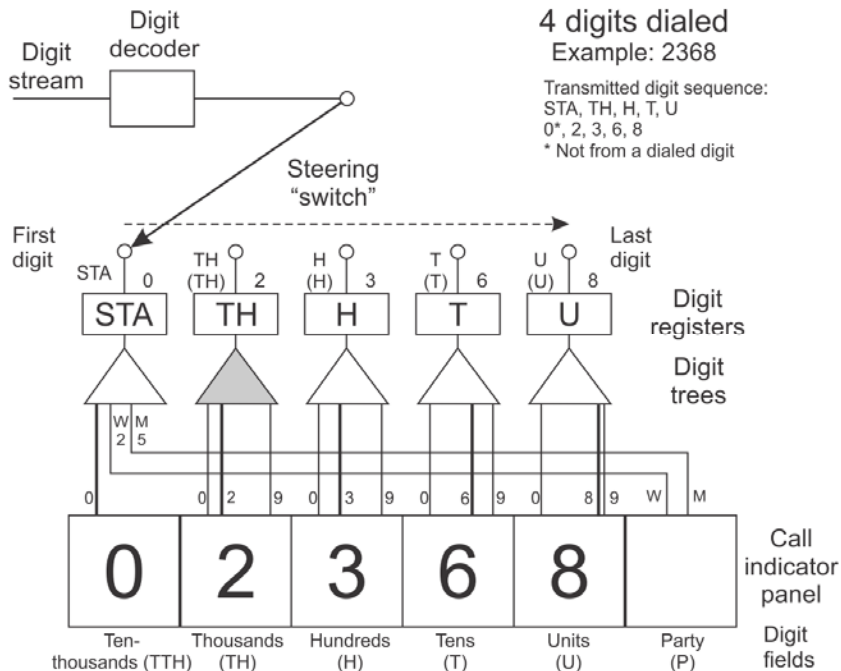 4 digits dialed
Example: 2368
Digit
decoder
Digit
stream
Transmitted digit sequence:
STA, TH, H, T, U
0*, 2, 3, 6, 8
* Not from a dialed digit
Steering
“switch”
First
digit
Last
digit
STA 0
TH
(TH) 2
H
(H) 3
T
(T) 6
U
(U) 8
STA TH H T U
Digit
registers
Digit
trees
W M
2 5
0 0 2 9 0 3 9 0 6 9 0 8 9 W M
0 2 3 6 8
Call
indicator
panel
Ten-
thousands (TTH)
Thousands
(TH)
Hundreds
(H)
Tens
(T)
Units
(U)
Party
(P)
Digit
fields